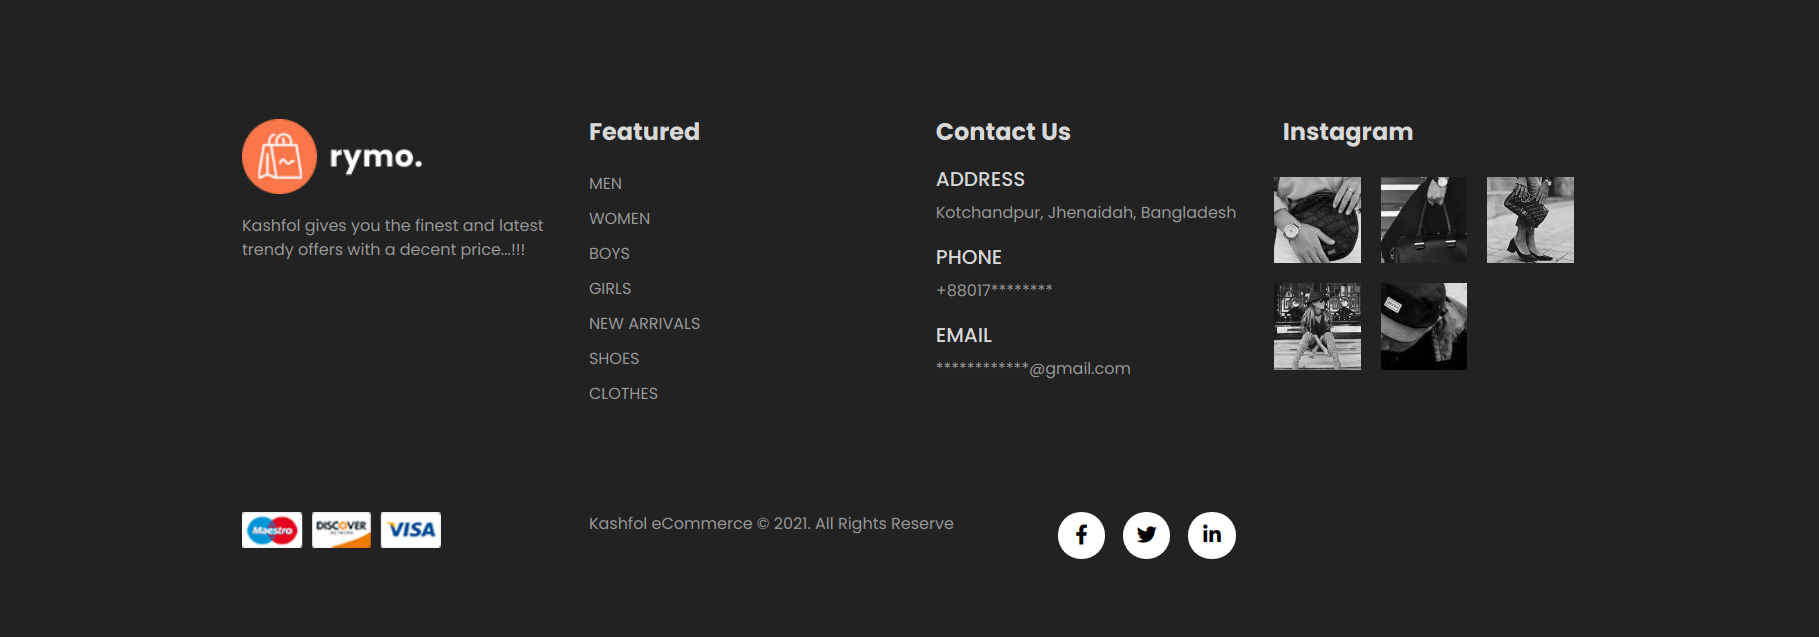 rymo.
Kashfol gives you the finest and latest
trendy offers with a decent price...!!!
Featured
MEN
WOMEN
BOYS
GIRLS
NEW ARRIVALS
SHOES
CLOTHES
Contact Us
ADDRESS
Kotchandpur, Jhenaidah, Bangladesh
PHONE
+88017********
EMAIL
************@gmail.com
Instagram
Maestro
DISCOVER
NETWORK
VISA
Kashfol eCommerce © 2021. All Rights Reserve
f
in